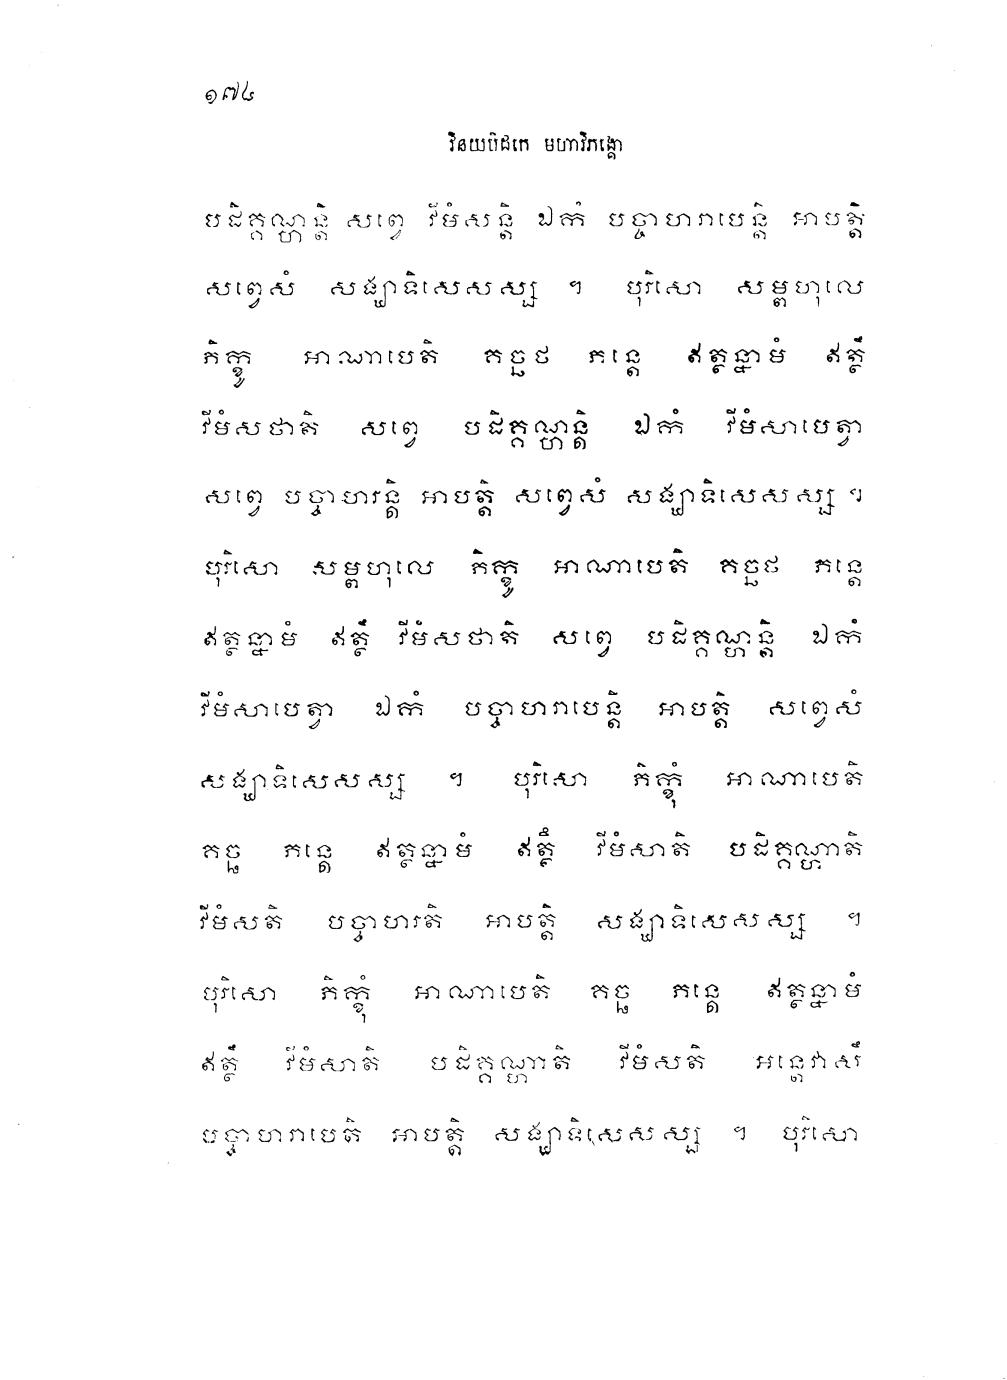 ១៧៤
វិនយបិដកេ មហាវិភង្គោ
បដិគ្គណ្ហន្តិ សព្វេ វីមំសន្តិ ឯកំ បច្ចាហរាបេន្តិ អាបត្តិ
សព្វេសំ សង្ឃាទិសេសស្ស ។ បុរិសោ សម្ពហុលេ
ភិក្ខូ អាណាបេតិ គច្ឆថ ភន្តេ ឥត្ថន្នាមំ ឥត្ថឹ
វីមំសថាតិ សព្វេ បដិគ្គណ្ហន្តិ ឯកំ វីមំសាបេត្វា
សព្វេ បច្ចាហរន្តិ អាបត្តិ សព្វេសំ សង្ឃាទិសេសស្ស ។
បុរិសោ សម្ពហុលេ ភិក្ខូ អាណាបេតិ គច្ឆថ ភន្តេ
ឥត្ថន្នាមំ ឥត្ថឹ វីមំសថាតិ សព្វេ បដិគ្គណ្ហន្តិ ឯកំ
វីមំសាបេត្វា ឯកំ បច្ចាហរាបេន្តិ អាបត្តិ សព្វេសំ
សង្ឃាទិសេសស្ស ។ បុរិសោ ភិក្ខុំ អាណាបេតិ
គច្ឆ ភន្តេ ឥត្ថន្នាមំ ឥត្ថឹ វីមំសាតិ បដិគ្គណ្ហាតិ
វីមំសតិ បច្ចាហរតិ អាបត្តិ សង្ឃាទិសេសស្ស ។
បុរិសោ ភិក្ខុំ អាណាបេតិ គច្ឆ ភន្តេ ឥត្ថន្នាមំ
ឥត្ថឹ វីមំសាតិ បដិគ្គណ្ហាតិ វីមំសតិ អន្តេវាសឹ
បច្ចាហរាបេតិ អាបត្តិ សង្ឃាទិសេសស្ស ។ បុរិសោ